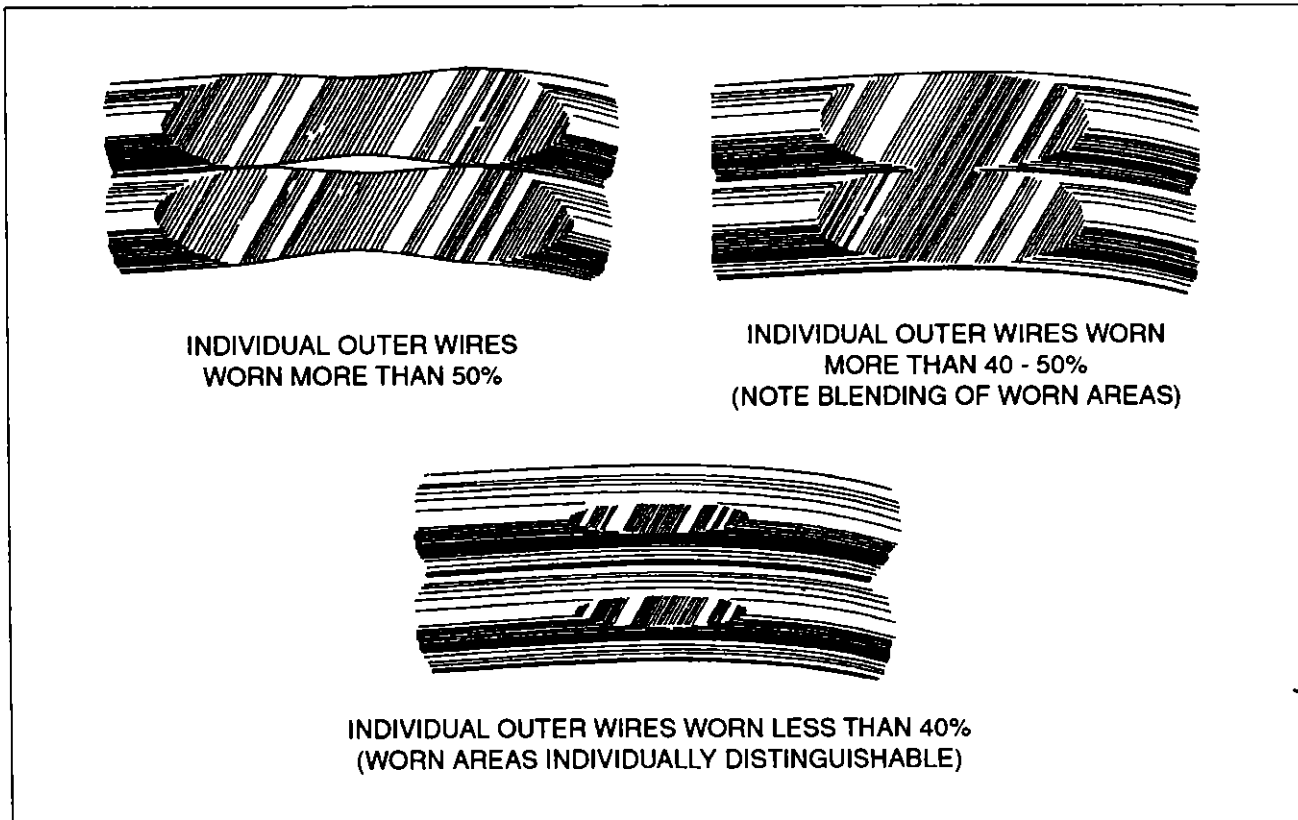 INDIVIDUAL OUTER WIRES
WORN MORE THAN 50%
INDIVIDUAL OUTER WIRES WORN
MORE THAN 40 - 50%
(NOTE BLENDING OF WORN AREAS)
INDIVIDUAL OUTER WIRES WORN LESS THAN 40%
(WORN AREAS INDIVIDUALLY DISTINGUISHABLE)